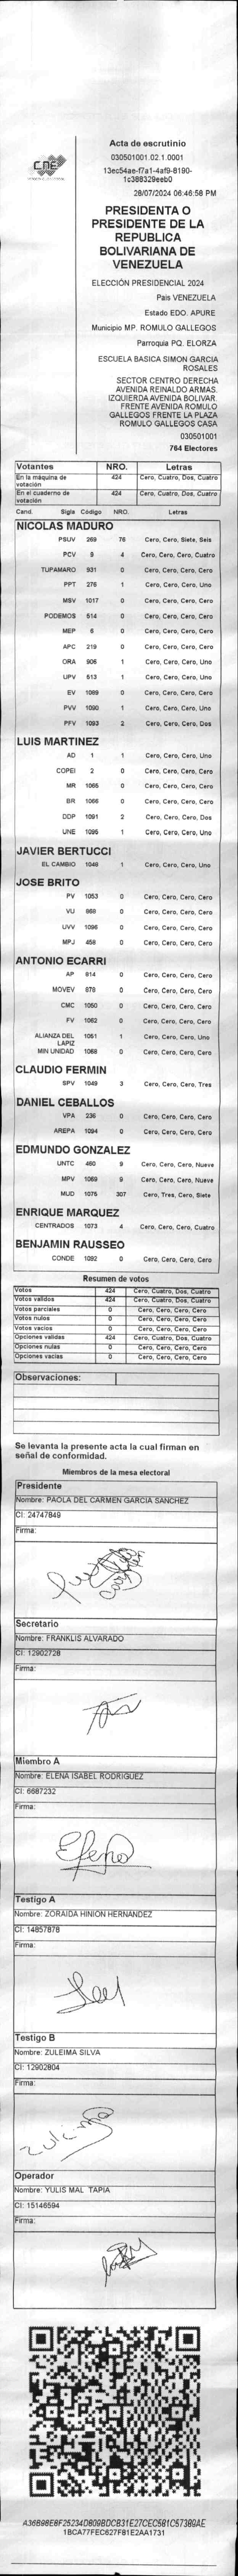 CNE
Acta de escrutinio
030501001.02.1.0001
13ec54ae-f7a1-4af9-8190-
1c388329eeb0
28/07/2024 06:46:58 PM
PRESIDENTA O
PRESIDENTE DE LA
REPUBLICA
BOLIVARIANA DE
VENEZUELA
ELECCIÓN PRESIDENCIAL 2024
Pais VENEZUELA
Estado EDO. APURE
Municipio MP. ROMULO GALLEGOS
Parroquia PQ. ELORZA
ESCUELA BASICA SIMON GARCIA
ROSALES
SECTOR CENTRO DERECHA
AVENIDA REINALDO ARMAS.
IZQUIERDA AVENIDA BOLIVAR.
FRENTE AVENIDA ROMULO
GALLEGOS FRENTE LA PLAZA
ROMULO GALLEGOS CASA
030501001
764 Electores
Votantes NRO. Letras
En la máquina de votación 424 Cero, Cuatro, Dos, Cuatro
En el cuaderno de votación 424 Cero, Cuatro, Dos, Cuatro
Cand. Sigla Código NRO. Letras
NICOLAS MADURO
PSUV 269 76 Cero, Cero, Siete, Seis
PCV 9 4 Cero, Cero, Cero, Cuatro
TUPAMARO 931 0 Cero, Cero, Cero, Cero
PPT 276 1 Cero, Cero, Cero, Uno
MSV 1017 0 Cero, Cero, Cero, Cero
PODEMOS 514 0 Cero, Cero, Cero, Cero
MEP 6 0 Cero, Cero, Cero, Cero
APC 219 0 Cero, Cero, Cero, Cero
ORA 906 1 Cero, Cero, Cero, Uno
UPV 513 1 Cero, Cero, Cero, Uno
EV 1089 0 Cero, Cero, Cero, Cero
PVV 1090 1 Cero, Cero, Cero, Uno
PFV 1093 2 Cero, Cero, Cero, Dos
LUIS MARTINEZ
AD 1 1 Cero, Cero, Cero, Uno
COPEI 2 0 Cero, Cero, Cero, Cero
MR 1065 0 Cero, Cero, Cero, Cero
BR 1066 0 Cero, Cero, Cero, Cero
DDP 1091 2 Cero, Cero, Cero, Dos
UNE 1095 1 Cero, Cero, Cero, Uno
JAVIER BERTUCCI
EL CAMBIO 1048 1 Cero, Cero, Cero, Uno
JOSE BRITO
PV 1053 0 Cero, Cero, Cero, Cero
VU 868 0 Cero, Cero, Cero, Cero
UVV 1096 0 Cero, Cero, Cero, Cero
MPJ 458 0 Cero, Cero, Cero, Cero
ANTONIO ECARRI
AP 814 0 Cero, Cero, Cero, Cero
MOVEV 878 0 Cero, Cero, Cero, Cero
CMC 1050 0 Cero, Cero, Cero, Cero
FV 1062 0 Cero, Cero, Cero, Cero
ALIANZA DEL LAPIZ 1051 1 Cero, Cero, Cero, Uno
MIN UNIDAD 1068 0 Cero, Cero, Cero, Cero
CLAUDIO FERMIN
SPV 1049 3 Cero, Cero, Cero, Tres
DANIEL CEBALLOS
VPA 236 0 Cero, Cero, Cero, Cero
AREPA 1094 0 Cero, Cero, Cero, Cero
EDMUNDO GONZALEZ
UNTC 460 9 Cero, Cero, Cero, Nueve
MPV 1069 9 Cero, Cero, Cero, Nueve
MUD 1075 307 Cero, Tres, Cero, Siete
ENRIQUE MARQUEZ
CENTRADOS 1073 4 Cero, Cero, Cero, Cuatro
BENJAMIN RAUSSEO
CONDE 1092 0 Cero, Cero, Cero, Cero
Resumen de votos
Votos 424 Cero, Cuatro, Dos, Cuatro
Votos validos 424 Cero, Cuatro, Dos, Cuatro
Votos parciales 0 Cero, Cero, Cero, Cero
Votos nulos 0 Cero, Cero, Cero, Cero
Votos vacios 0 Cero, Cero, Cero, Cero
Opciones validas 424 Cero, Cuatro, Dos, Cuatro
Opciones nulas 0 Cero, Cero, Cero, Cero
Opciones vacias 0 Cero, Cero, Cero, Cero
Observaciones:
Se levanta la presente acta la cual firman en
señal de conformidad.
Miembros de la mesa electoral
Presidente
Nombre: PAOLA DEL CARMEN GARCIA SANCHEZ
CI: 24747849
Firma:
Secretario
Nombre: FRANKLIS ALVARADO
CI: 12902728
Firma:
Miembro A
Nombre: ELENA ISABEL RODRIGUEZ
CI: 6687232
Firma:
Elena
Testigo A
Nombre: ZORAIDA HINION HERNANDEZ
CI: 14857878
Firma:
Testigo B
Nombre: ZULEIMA SILVA
CI: 12902804
Firma:
Zuleima
Operador
Nombre: YULIS MAL TAPIA
CI: 15146594
Firma:
A36B98E8F25234D809BDCB31E27CEC581C57389AE
1BCA77FEC627F81E2AA1731